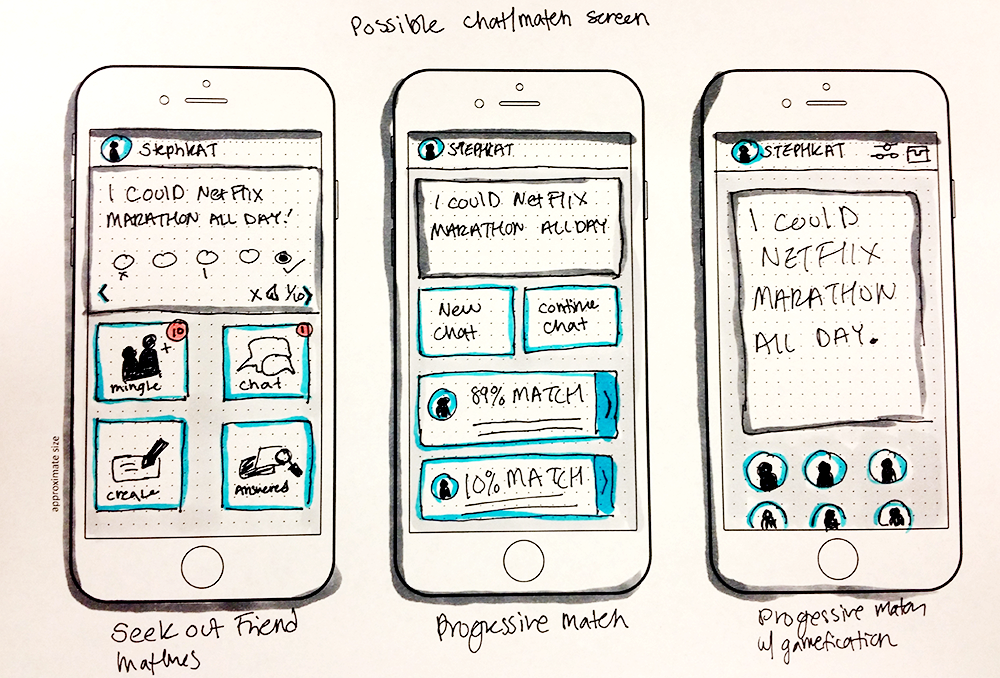 Possible chat/match screen
StephKAT
I COULD NETFLIX
MARATHON ALL DAY!
X 1/10
10
mingle
11
chat
create
Answered
approximate size
Seek out Friend
STEPHKAT
I COULD NETFLIX
MARATHON ALL DAY
New
chat
continue
chat
89% MATCH
10% MATCH
Progressive Match
STEPHKAT
I COULD
NETFLIX
MARATHON
ALL DAY.
Progressive Match
w/ gamefication